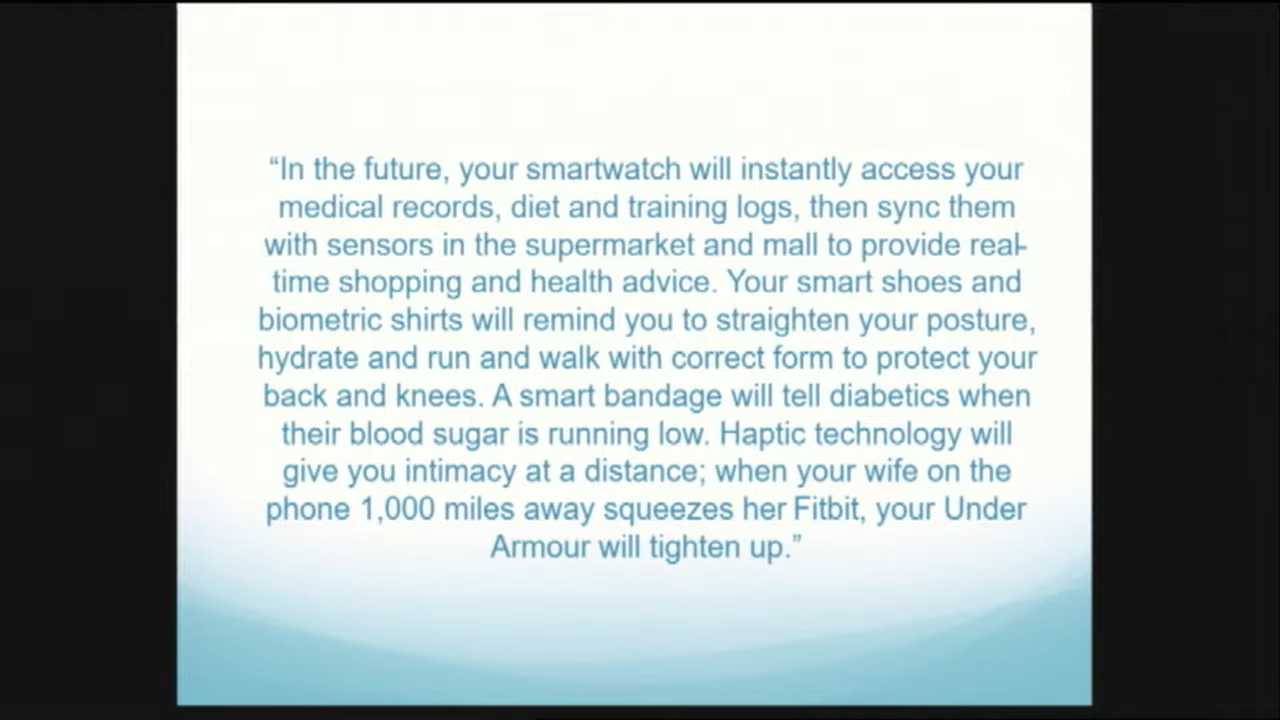 “In the future, your smartwatch will instantly access your
medical records, diet and training logs, then sync them
with sensors in the supermarket and mall to provide real-
time shopping and health advice. Your smart shoes and
biometric shirts will remind you to straighten your posture,
hydrate and run and walk with correct form to protect your
back and knees. A smart bandage will tell diabetics when
their blood sugar is running low. Haptic technology will
give you intimacy at a distance; when your wife on the
phone 1,000 miles away squeezes her Fitbit, your Under
Armour will tighten up.”